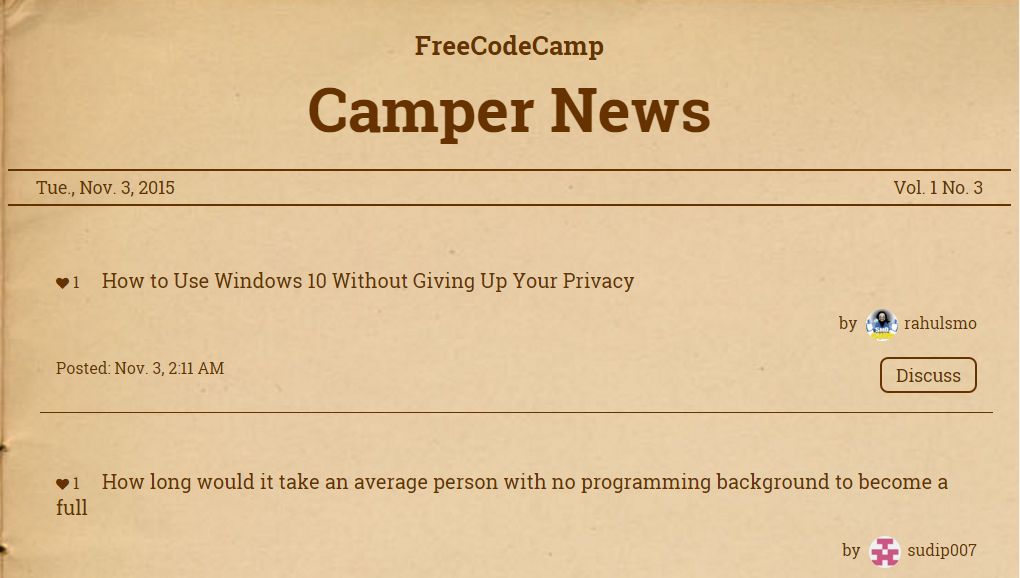 FreeCodeCamp
Camper News
Tue., Nov. 3, 2015 Vol. 1 No. 3
1 How to Use Windows 10 Without Giving Up Your Privacy
by rahulsmo
Posted: Nov. 3, 2:11 AM Discuss
1 How long would it take an average person with no programming background to become a
full
by sudip007